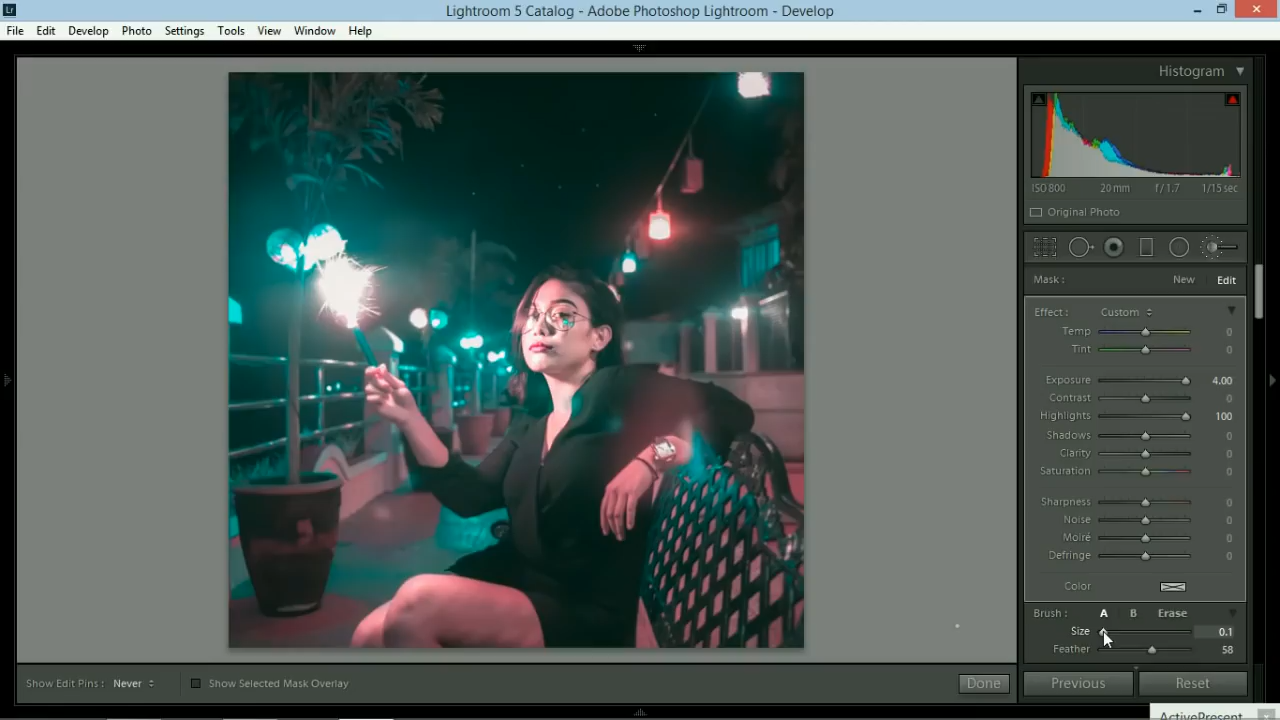 Lr
Lightroom 5 Catalog - Adobe Photoshop Lightroom - Develop
File Edit Develop Photo Settings Tools View Window Help
Histogram
ISO 800 20 mm f / 1.7 1/15 sec
Original Photo
Mask : New Edit
Effect : Custom
Temp 0
Tint 0
Exposure 4.00
Contrast 0
Highlights 100
Shadows 0
Clarity 0
Saturation 0
Sharpness 0
Noise 0
Moiré 0
Defringe 0
Color
Brush : A B Erase
Size 0.1
Feather 58
Show Edit Pins : Never Show Selected Mask Overlay Done Previous Reset
ActivePresent